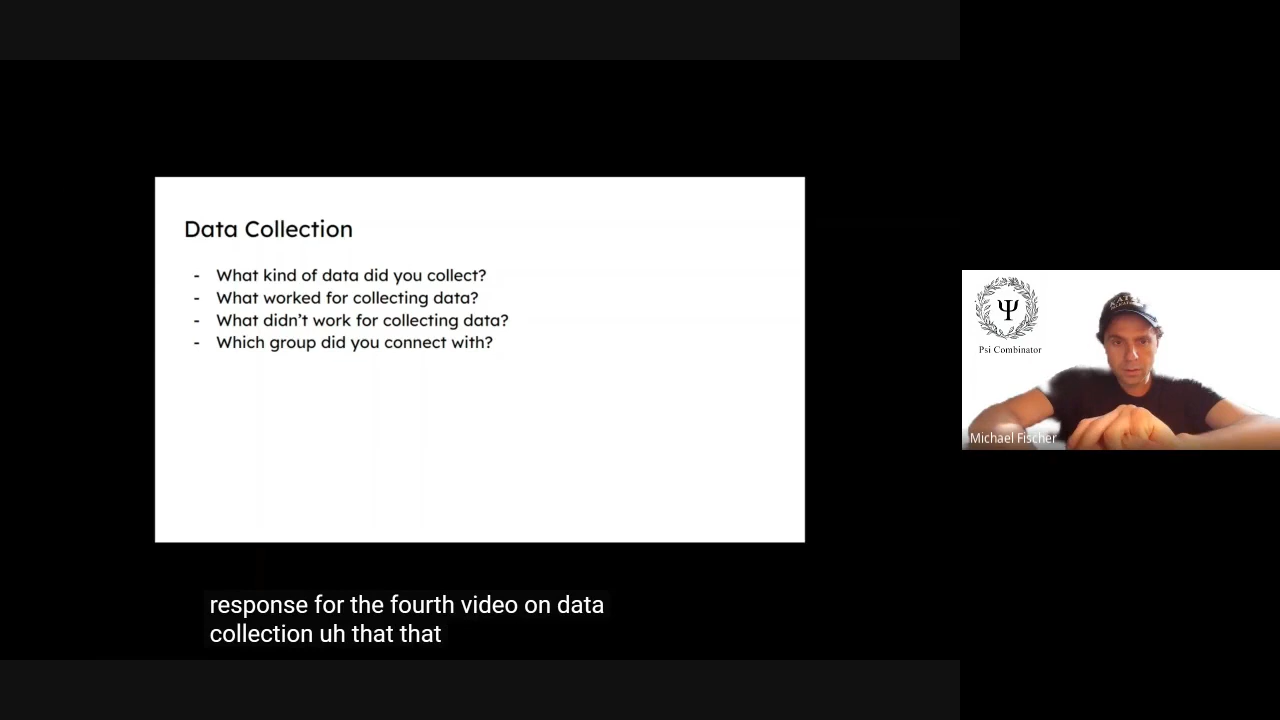 Data Collection
- What kind of data did you collect?
- What worked for collecting data?
- What didn't work for collecting data?
- Which group did you connect with?
Ψ
Psi Combinator
Michael Fischer
response for the fourth video on data
collection uh that that